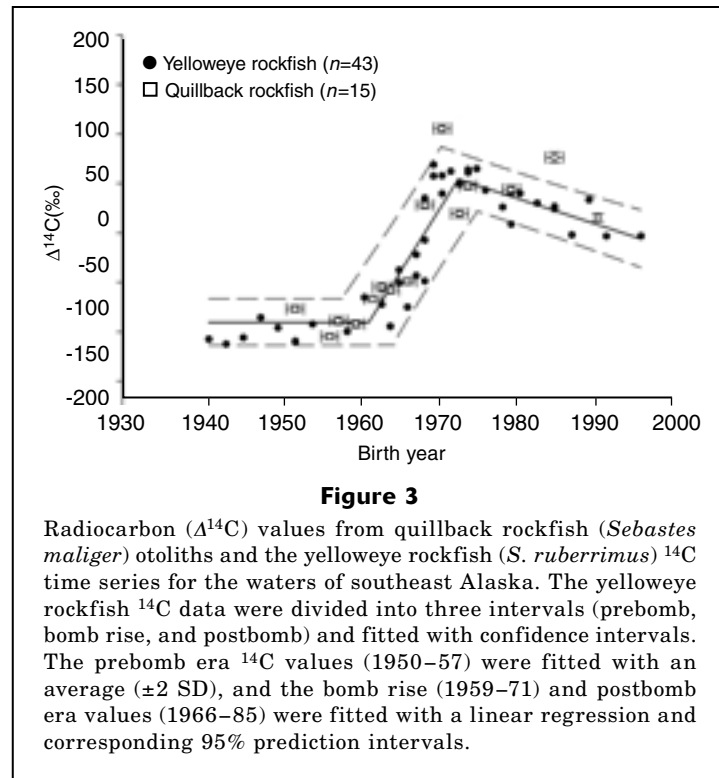 200
150
100
50
0
-50
-100
-150
-200
Δ¹⁴C(‰)
● Yelloweye rockfish (n=43)
□ Quillback rockfish (n=15)
1930 1940 1950 1960 1970 1980 1990 2000
Birth year
Figure 3
Radiocarbon (Δ¹⁴C) values from quillback rockfish (Sebastes
maliger) otoliths and the yelloweye rockfish (S. ruberrimus) ¹⁴C
time series for the waters of southeast Alaska. The yelloweye
rockfish ¹⁴C data were divided into three intervals (prebomb,
bomb rise, and postbomb) and fitted with confidence intervals.
The prebomb era ¹⁴C values (1950–57) were fitted with an
average (±2 SD), and the bomb rise (1959–71) and postbomb
era values (1966–85) were fitted with a linear regression and
corresponding 95% prediction intervals.